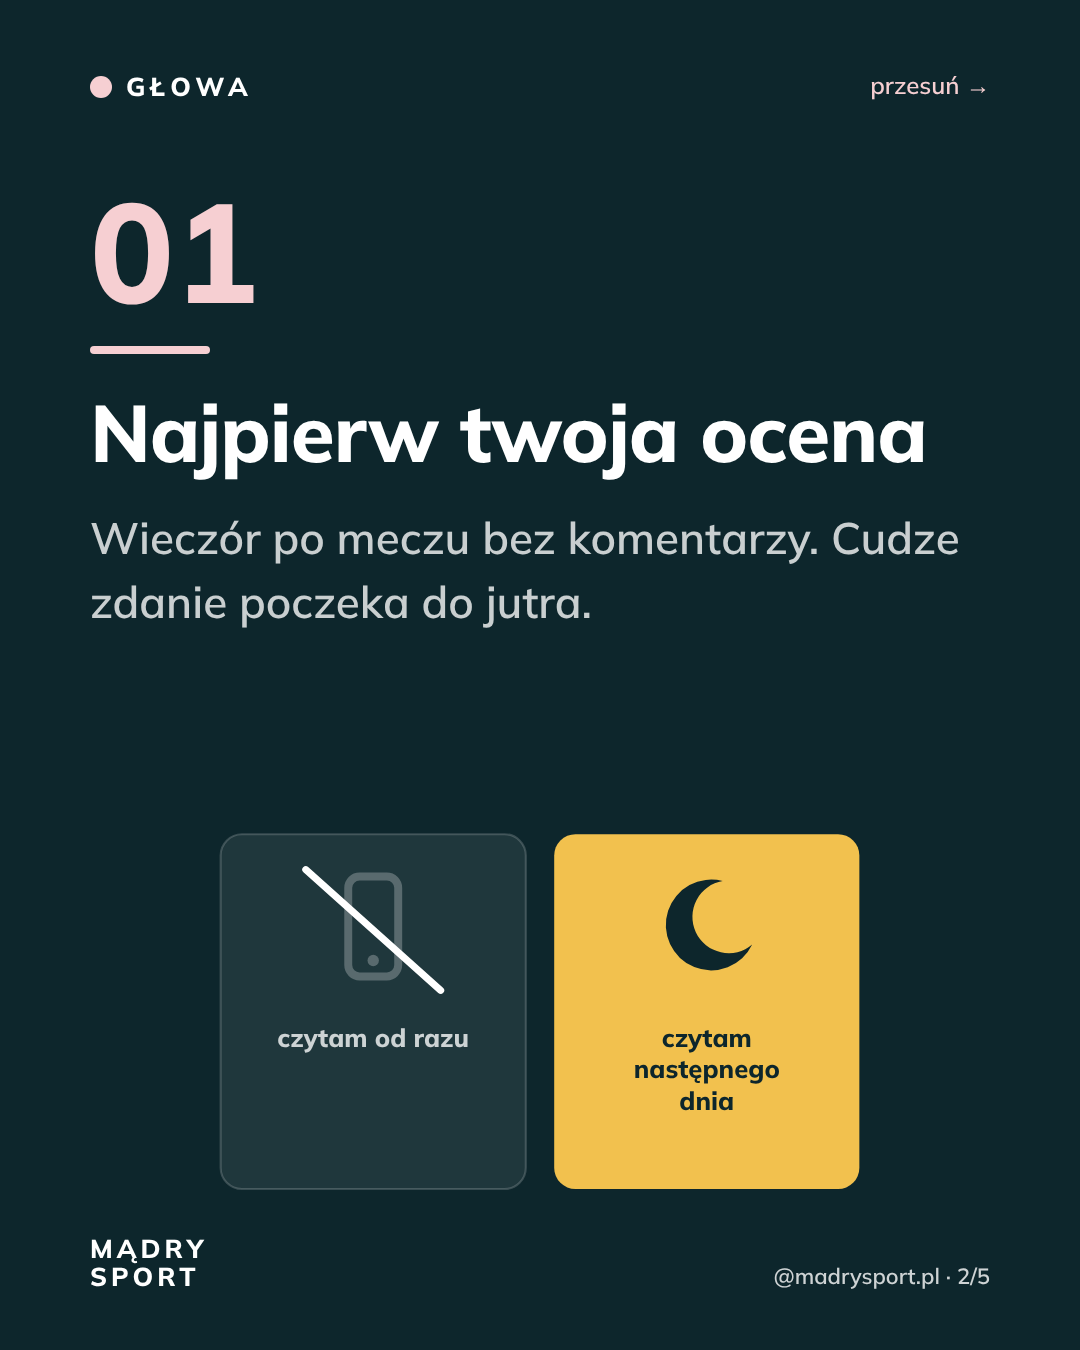 GŁOWA
przesuń →
01
Najpierw twoja ocena
Wieczór po meczu bez komentarzy. Cudze
zdanie poczeka do jutra.
czytam od razu
czytam
następnego
dnia
MĄDRY
SPORT
@madrysport.pl · 2/5